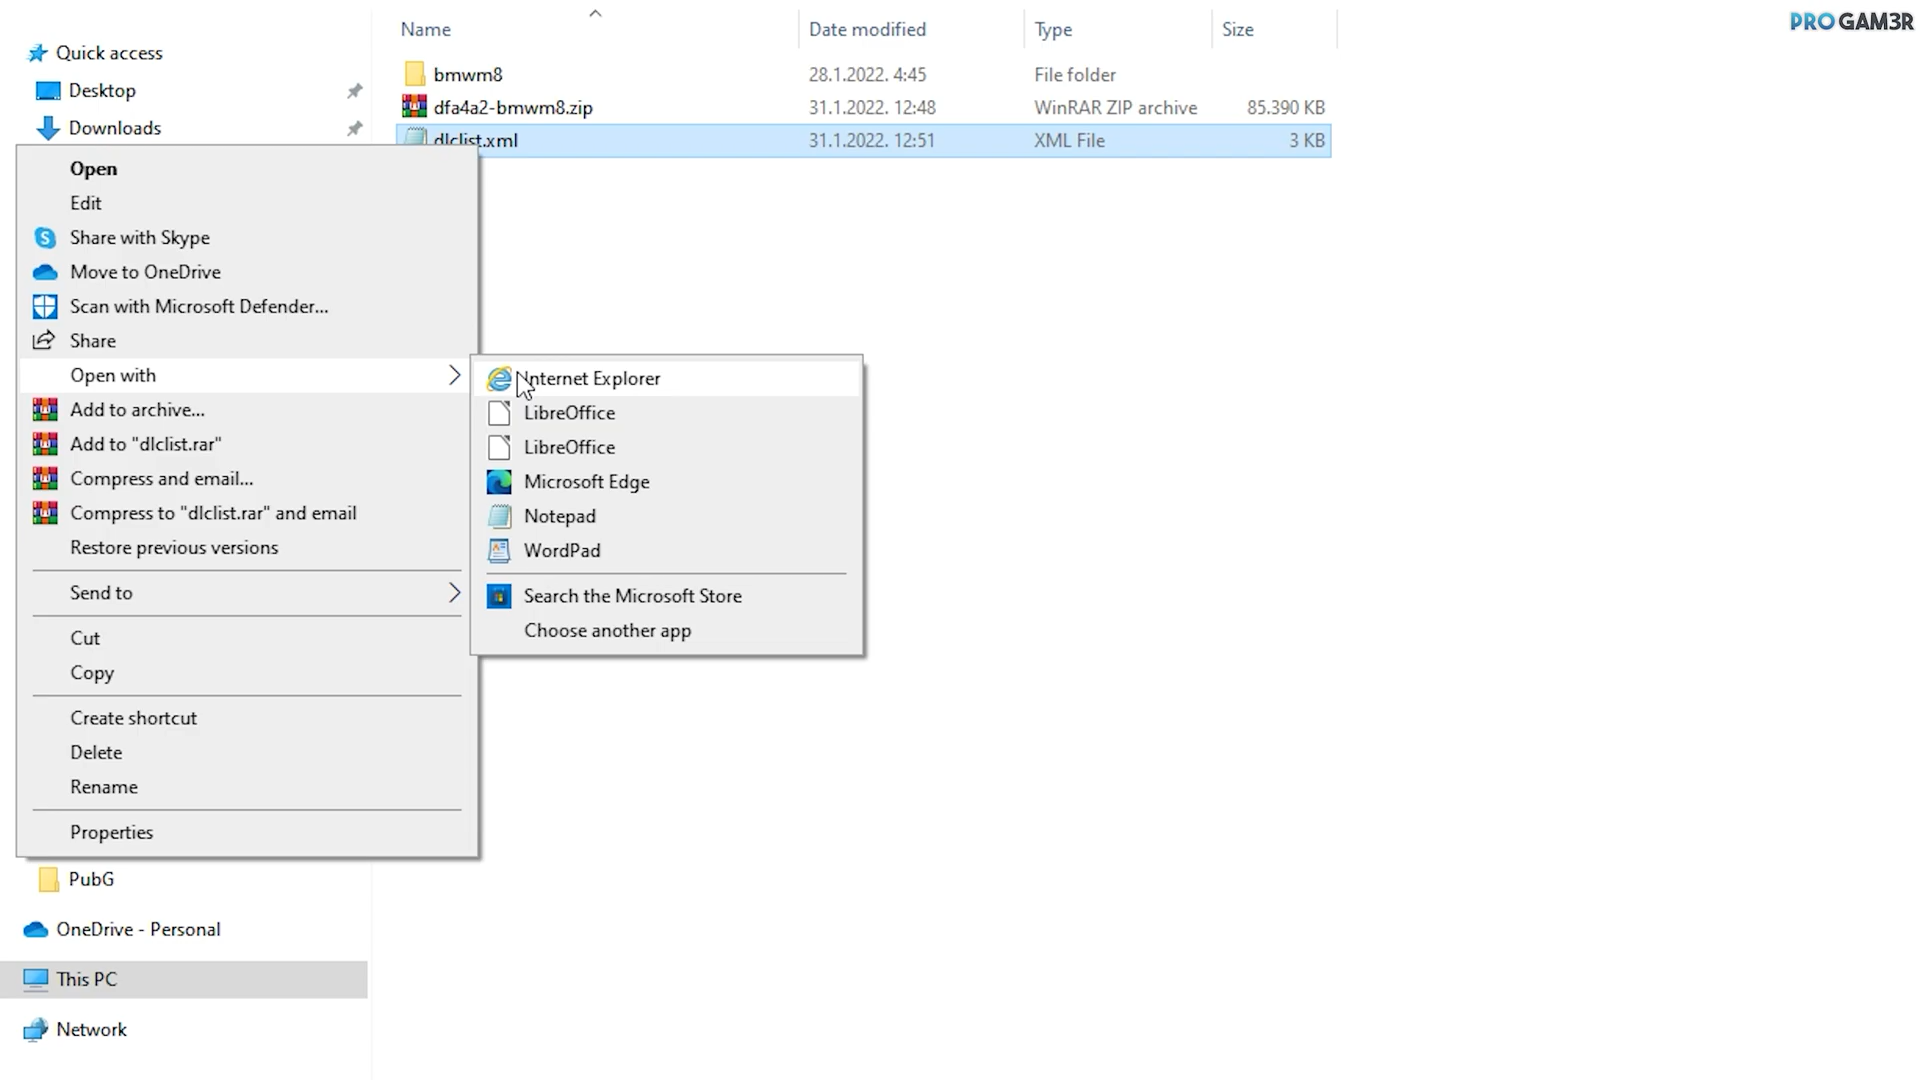 PRO GAM3R
Name Date modified Type Size
Quick access
Desktop
Downloads
bmwm8 28.1.2022. 4:45 File folder
dfa4a2-bmwm8.zip 31.1.2022. 12:48 WinRAR ZIP archive 85.390 KB
dlclist.xml 31.1.2022. 12:51 XML File 3 KB
Open
Edit
Share with Skype
Move to OneDrive
Scan with Microsoft Defender...
Share
Open with
Add to archive...
Add to "dlclist.rar"
Compress and email...
Compress to "dlclist.rar" and email
Restore previous versions
Send to
Cut
Copy
Create shortcut
Delete
Rename
Properties
Internet Explorer
LibreOffice
LibreOffice
Microsoft Edge
Notepad
WordPad
Search the Microsoft Store
Choose another app
PubG
OneDrive - Personal
This PC
Network